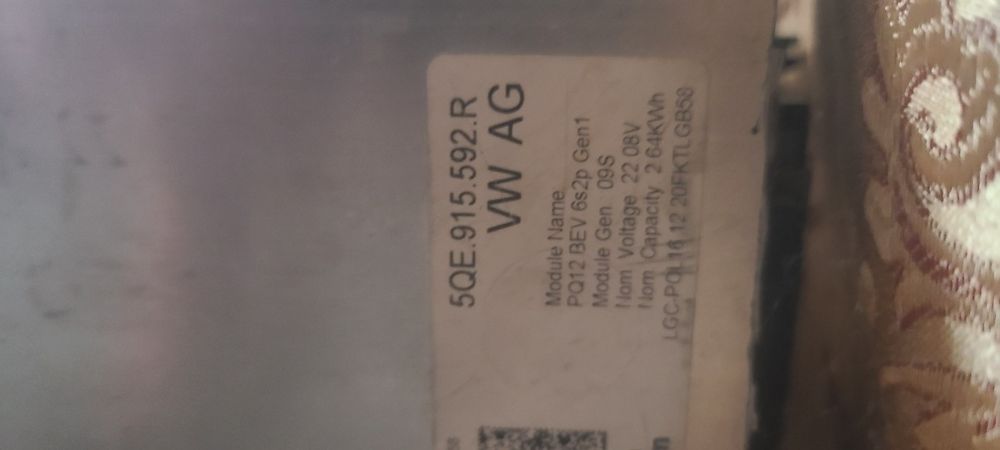 5QE.915.592.R
VW AG
Module Name
PQ12 BEV 6s2p Gen1
Module Gen 09S
Nom Voltage 22 08V
Nom Capacity 2 64KWh